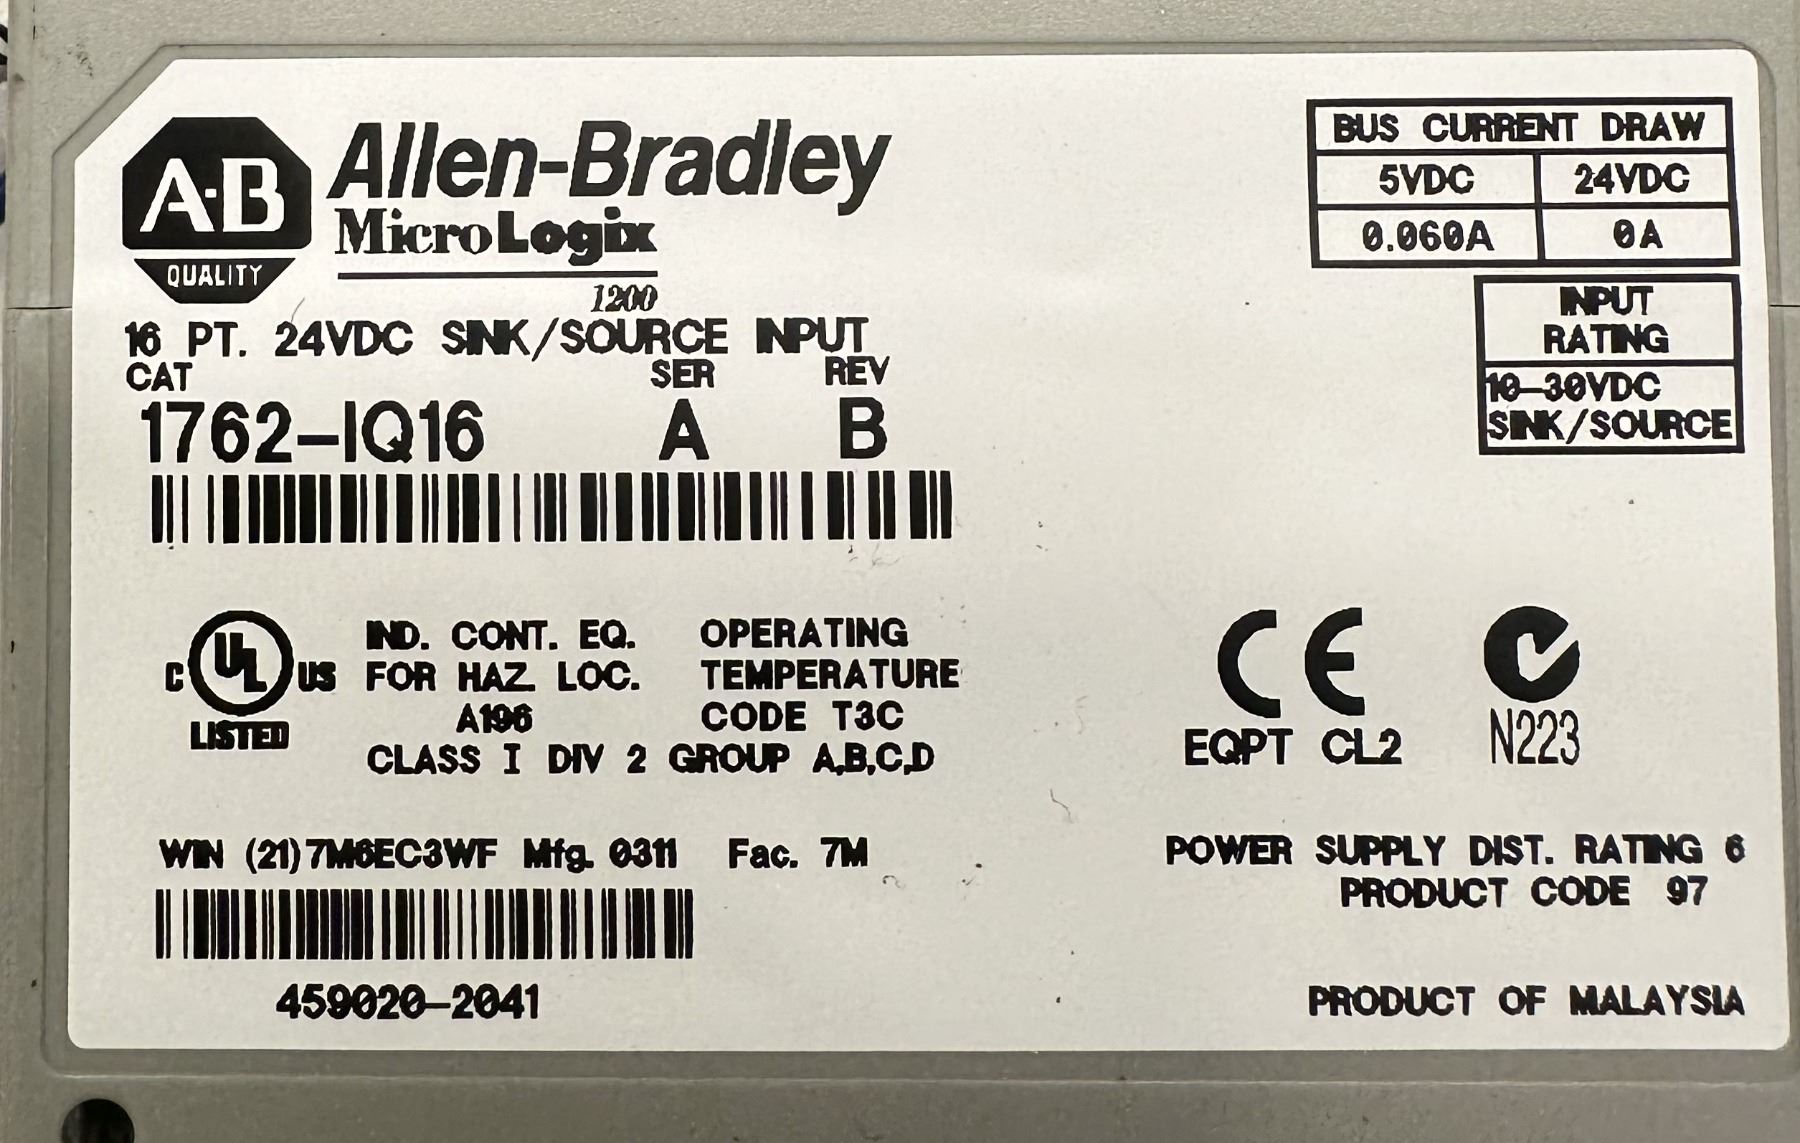 A-B
QUALITY
Allen-Bradley
MicroLogix
1200
16 PT. 24VDC SINK/SOURCE INPUT
CAT SER REV
1762-IQ16 A B
BUS CURRENT DRAW
5VDC 24VDC
0.060A 0A
INPUT
RATING
10-30VDC
SINK/SOURCE
C UL US
LISTED
IND. CONT. EQ.
FOR HAZ. LOC.
A196
OPERATING
TEMPERATURE
CODE T3C
CLASS I DIV 2 GROUP A,B,C,D
CE
EQPT CL2
N223
WIN (21)7M6EC3WF Mfg. 0311 Fac. 7M
459020-2041
POWER SUPPLY DIST. RATING 6
PRODUCT CODE 97
PRODUCT OF MALAYSIA